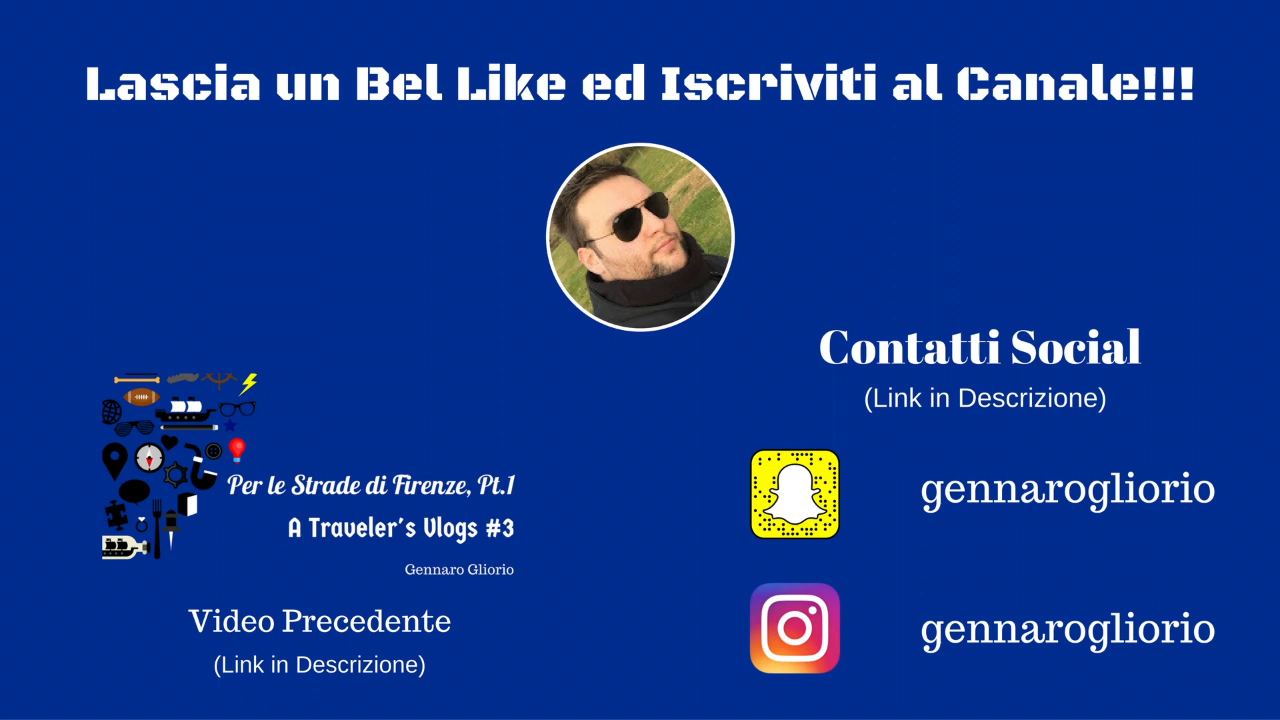 Lascia un Bel Like ed Iscriviti al Canale!!!
Contatti Social
(Link in Descrizione)
gennarogliorio
gennarogliorio
Per le Strade di Firenze, Pt.1
A Traveler's Vlogs #3
Gennaro Gliorio
Video Precedente
(Link in Descrizione)